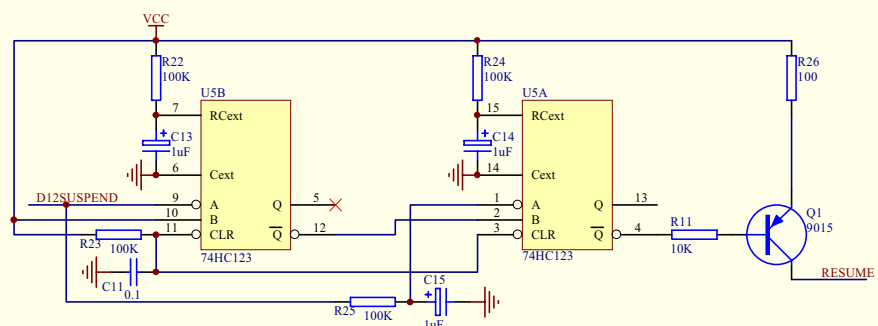 VCC
R22
100K
R24
100K
R26
100
U5B
U5A
7
RCext
15
RCext
C13
1uF
C14
1uF
6
Cext
14
Cext
D12SUSPEND
9
A
Q
5
1
A
Q
13
10
B
2
B
Q1
9015
11
CLR
Q
12
3
CLR
Q
4
R11
10K
R23
100K
74HC123
74HC123
RESUME
C11
0.1
C15
1uF
R25
100K